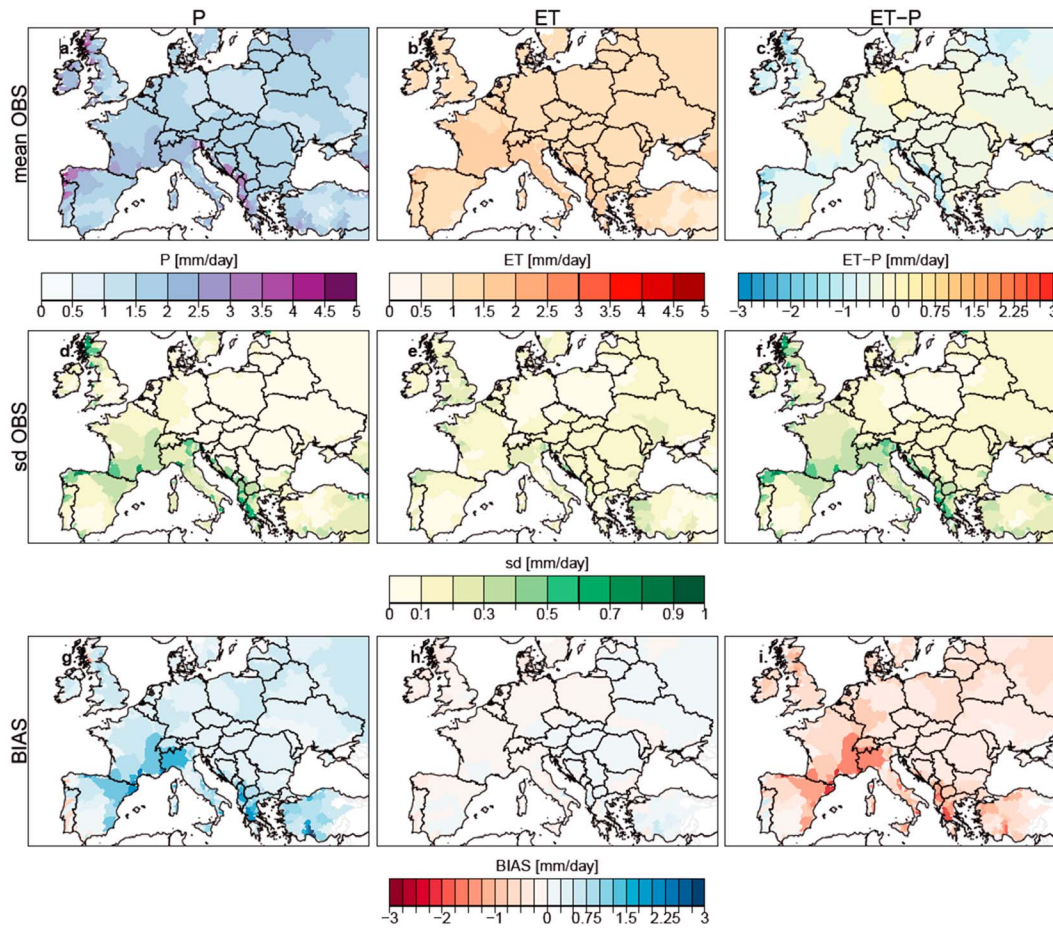 P ET ET−P
mean OBS
a. b. c.
P [mm/day] ET [mm/day] ET−P [mm/day]
0 0.5 1 1.5 2 2.5 3 3.5 4 4.5 5 0 0.5 1 1.5 2 2.5 3 3.5 4 4.5 5 −3 −2 −1 0 0.75 1.5 2.25 3
sd OBS
d. e. f.
sd [mm/day]
0 0.1 0.3 0.5 0.7 0.9 1
BIAS
g. h. i.
BIAS [mm/day]
−3 −2 −1 0 0.75 1.5 2.25 3